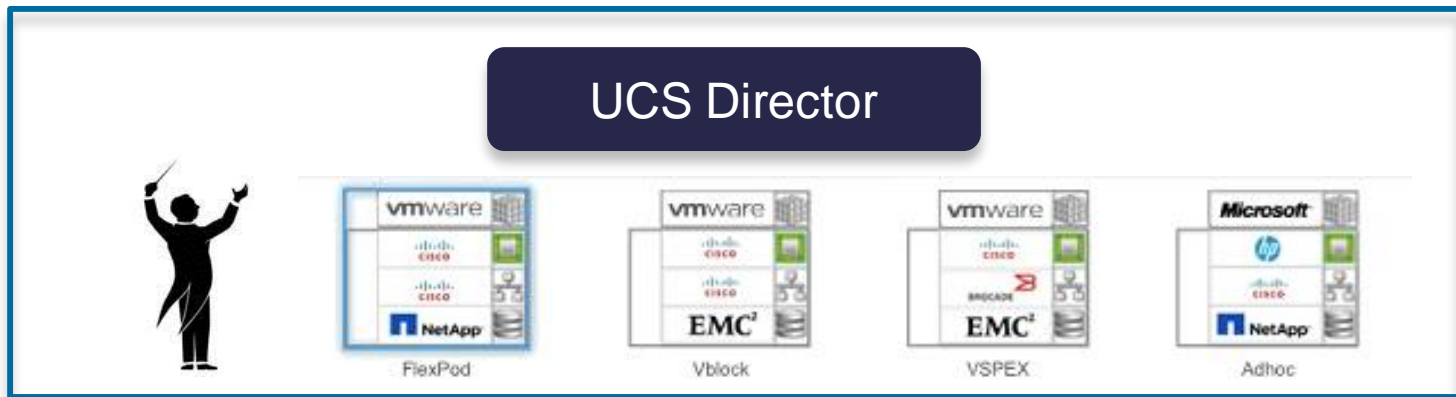 UCS Director
vmware
CISCO
CISCO
NetApp
FlexPod
vmware
CISCO
CISCO
EMC²
Vblock
vmware
CISCO
BROCADE
EMC²
VSPEX
Microsoft
hp
CISCO
NetApp
Adhoc